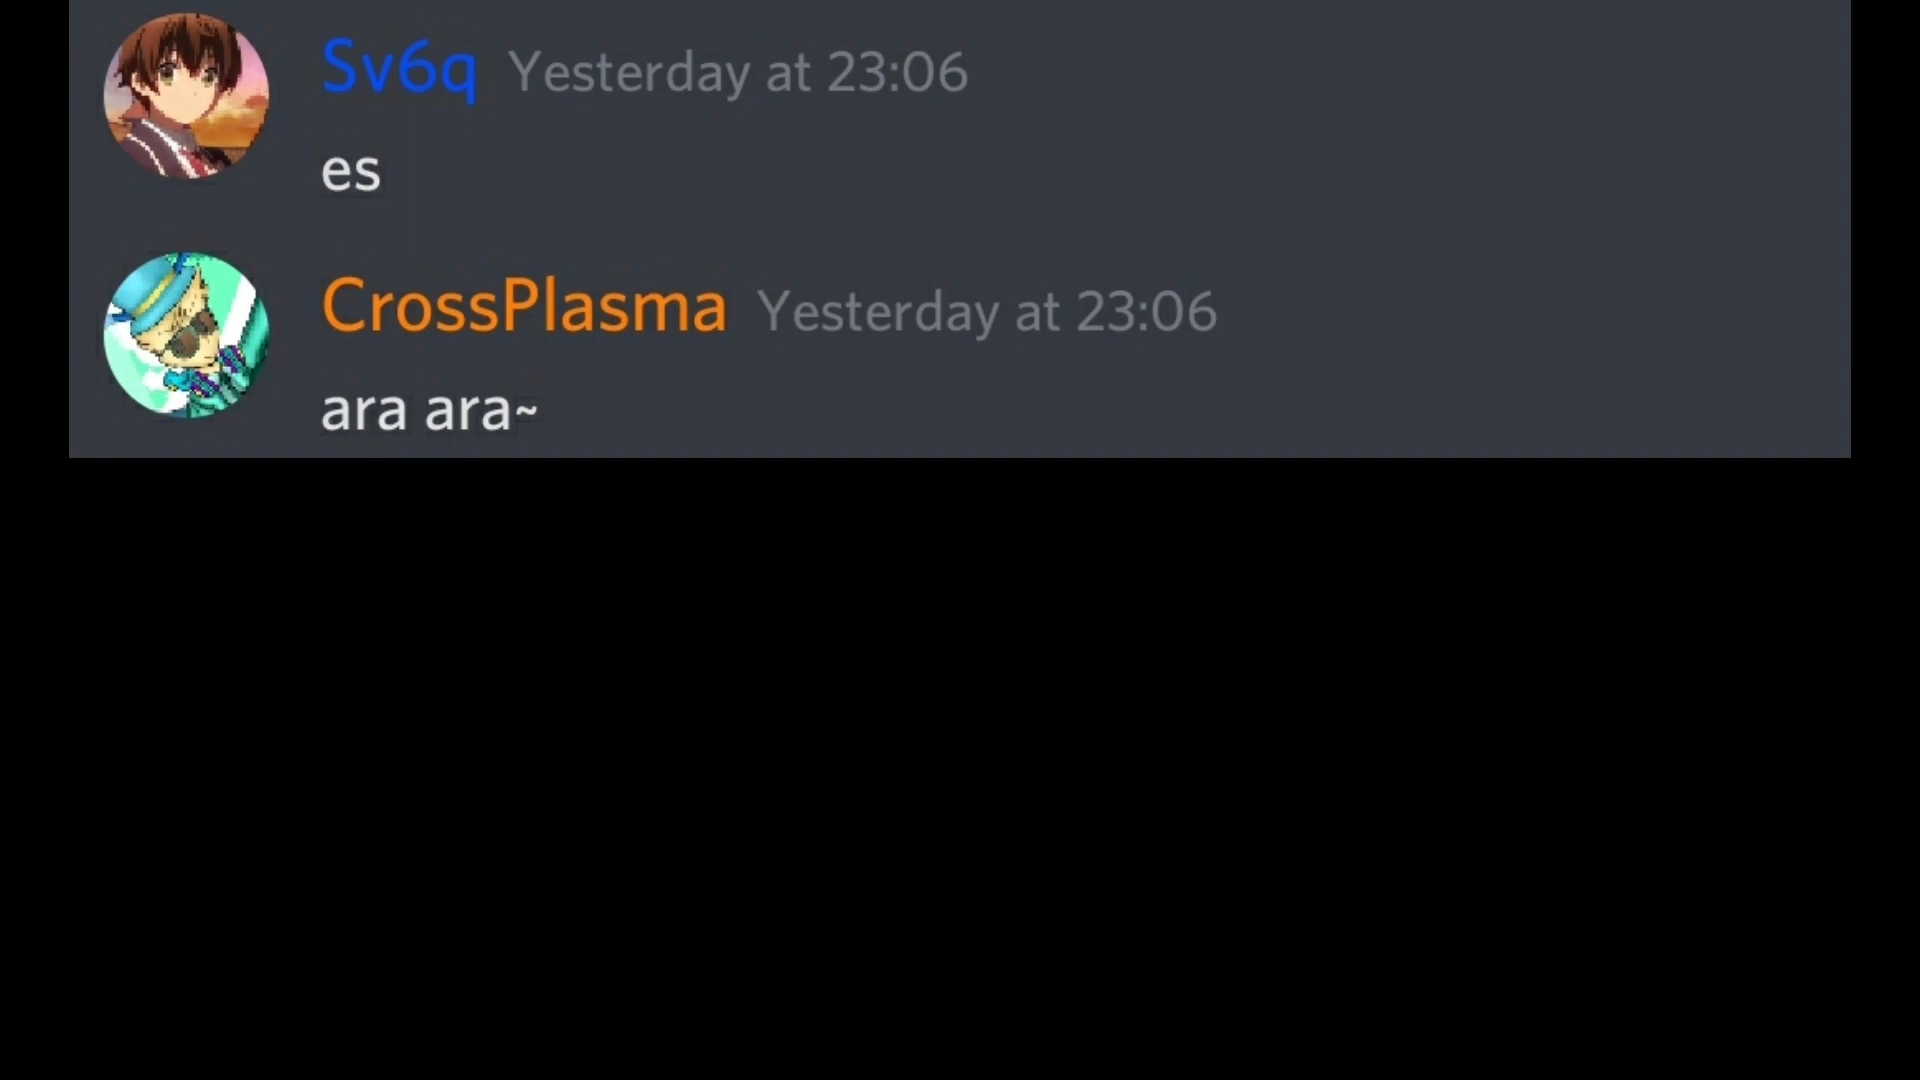 Sv6q Yesterday at 23:06
es
CrossPlasma Yesterday at 23:06
ara ara~